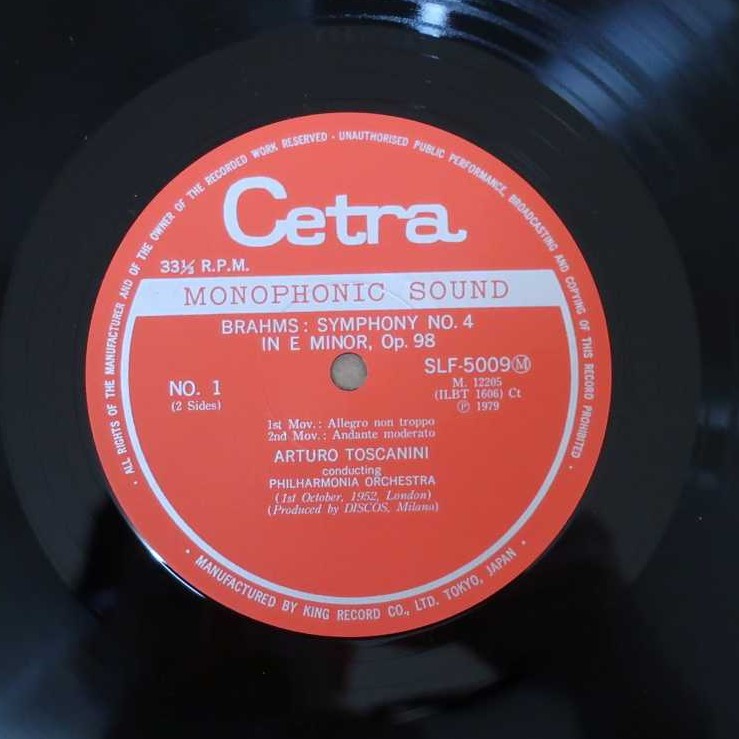 · ALL RIGHTS OF THE MANUFACTURER AND OF THE OWNER OF THE RECORDED WORK RESERVED · UNAUTHORISED PUBLIC PERFORMANCE, BROADCASTING AND COPYING OF THIS RECORD PROHIBITED ·
Cetra
33⅓ R.P.M.
MONOPHONIC SOUND
BRAHMS : SYMPHONY NO. 4
IN E MINOR, Op. 98
SLF-5009Ⓜ
M. 12205
(ILBT 1606) Ct
Ⓟ 1979
NO. 1
(2 Sides)
1st Mov.: Allegro non troppo
2nd Mov.: Andante moderato
ARTURO TOSCANINI
conducting
PHILHARMONIA ORCHESTRA
(1st October, 1952, London)
(Produced by DISCOS, Milano)
· MANUFACTURED BY KING RECORD CO., LTD. TOKYO, JAPAN ·